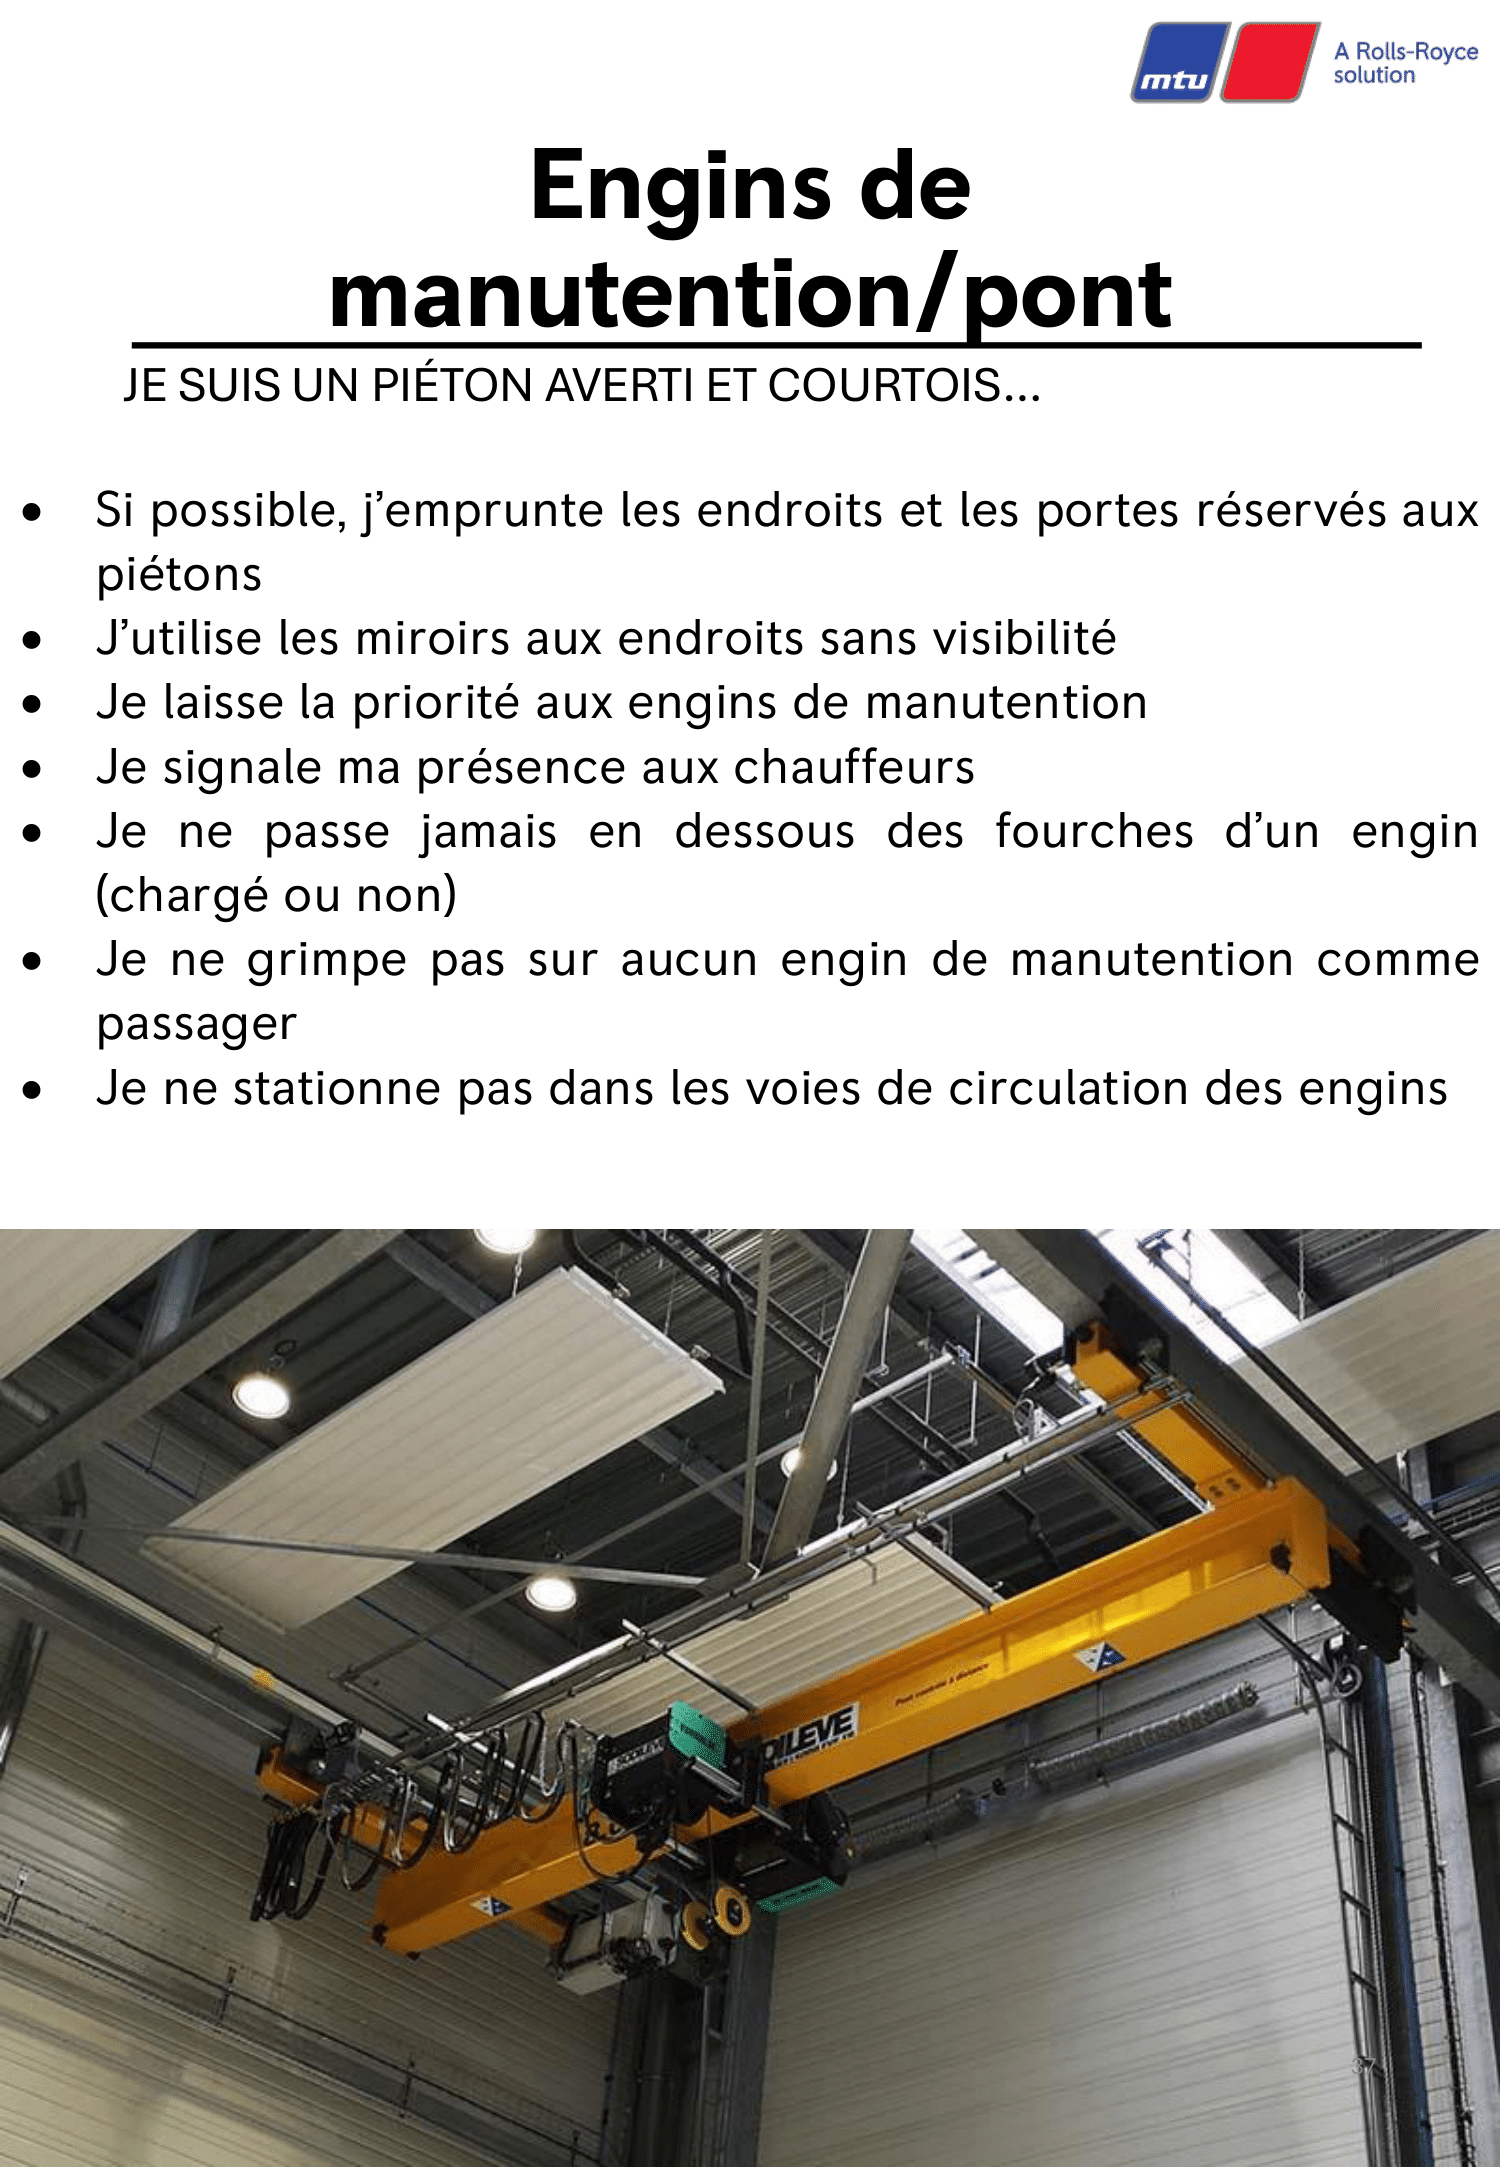 mtu
A Rolls-Royce
solution
Engins de
manutention/pont
JE SUIS UN PIÉTON AVERTI ET COURTOIS...
• Si possible, j’emprunte les endroits et les portes réservés aux
piétons
• J’utilise les miroirs aux endroits sans visibilité
• Je laisse la priorité aux engins de manutention
• Je signale ma présence aux chauffeurs
• Je ne passe jamais en dessous des fourches d’un engin
(chargé ou non)
• Je ne grimpe pas sur aucun engin de manutention comme
passager
• Je ne stationne pas dans les voies de circulation des engins
37